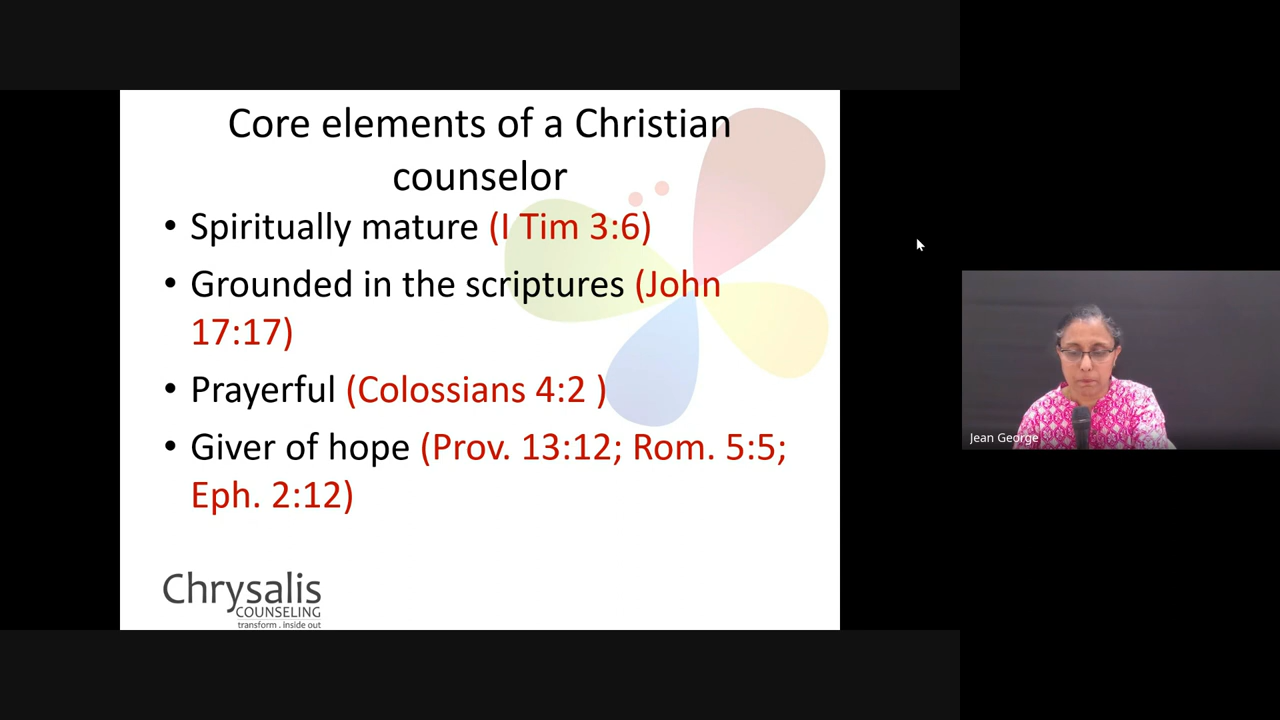 Core elements of a Christian
counselor
• Spiritually mature (I Tim 3:6)
• Grounded in the scriptures (John
17:17)
• Prayerful (Colossians 4:2 )
• Giver of hope (Prov. 13:12; Rom. 5:5;
Eph. 2:12)
Chrysalis
COUNSELING
transform . inside out
Jean George